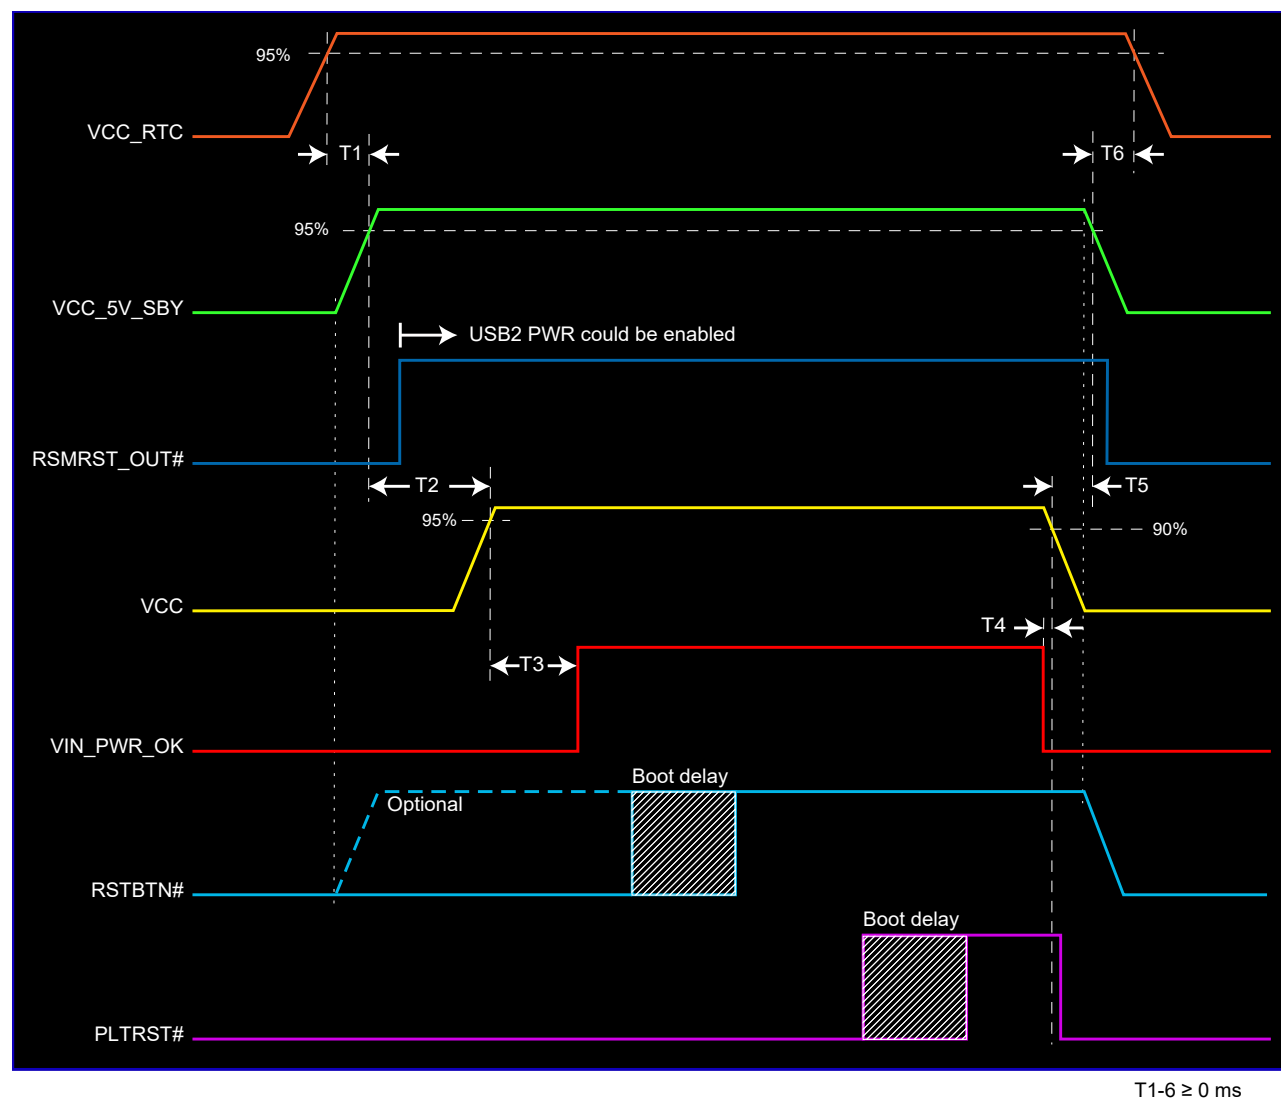 95%
VCC_RTC
T1
T6
95%
VCC_5V_SBY
USB2 PWR could be enabled
RSMRST_OUT#
T2
T5
95%
90%
VCC
T4
T3
VIN_PWR_OK
Boot delay
Optional
RSTBTN#
Boot delay
PLTRST#
T1-6 ≥ 0 ms